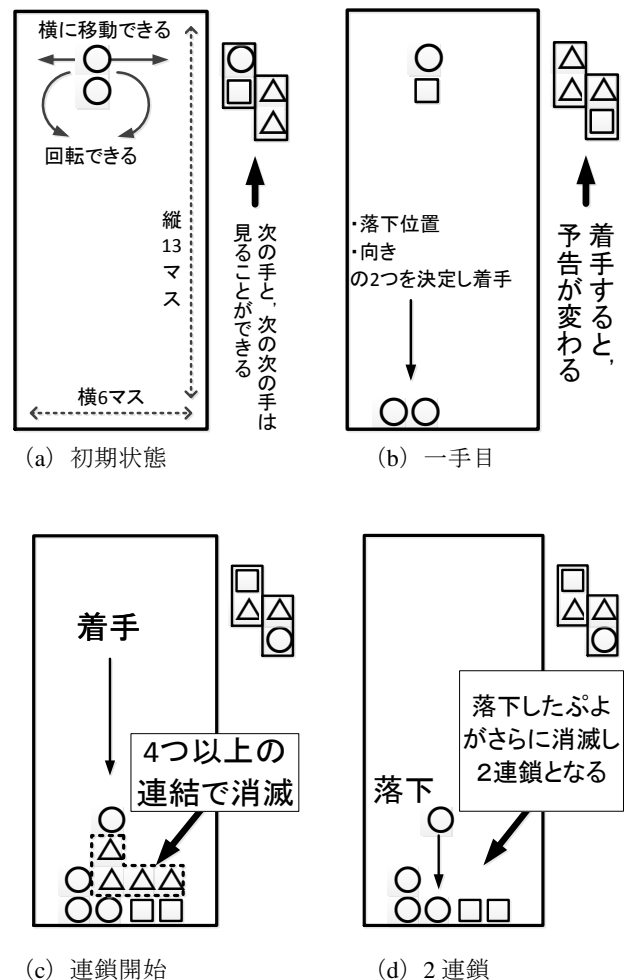 横に移動できる
回転できる
縦13マス
横6マス
次の手と，次の次の手は
見ることができる
(a) 初期状態
・落下位置
・向き
の2つを決定し着手
着手すると，
予告が変わる
(b) 一手目
着手
4つ以上の
連結で消滅
(c) 連鎖開始
落下したぷよ
がさらに消滅し
２連鎖となる
落下
(d) 2 連鎖